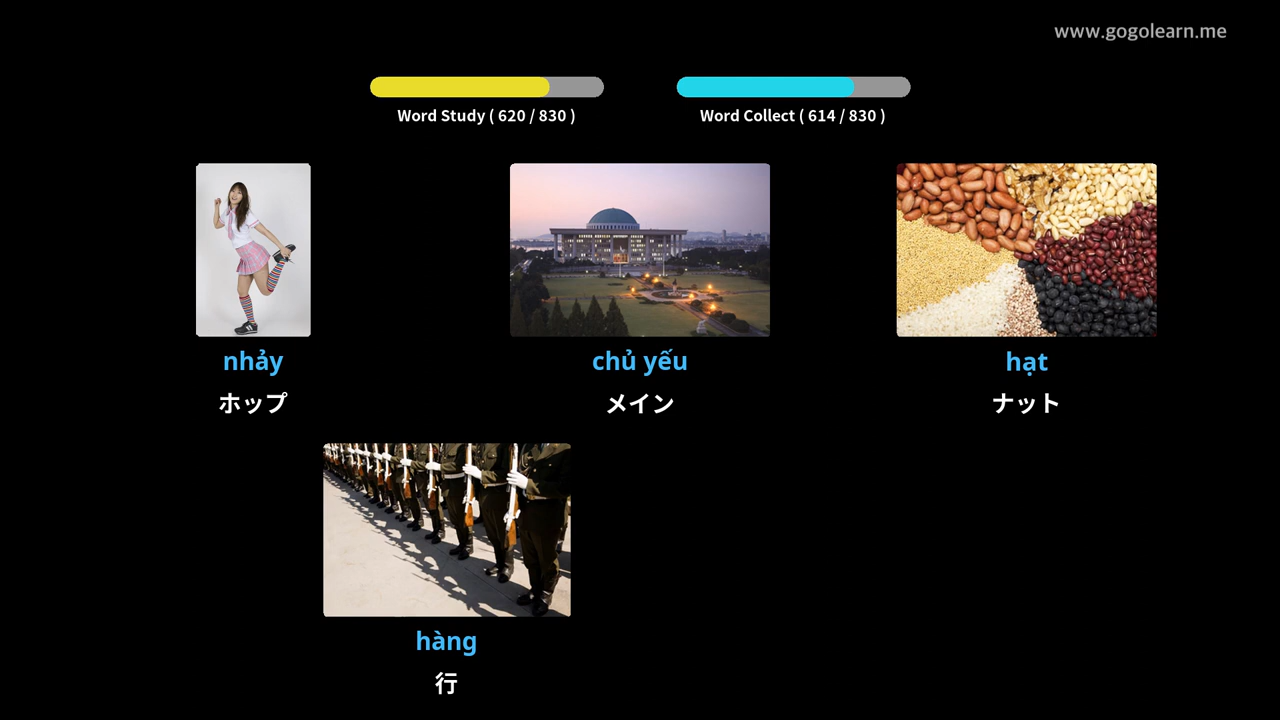 www.gogolearn.me
Word Study ( 620 / 830 )
Word Collect ( 614 / 830 )
nhảy
ホップ
chủ yếu
メイン
hạt
ナット
hàng
行